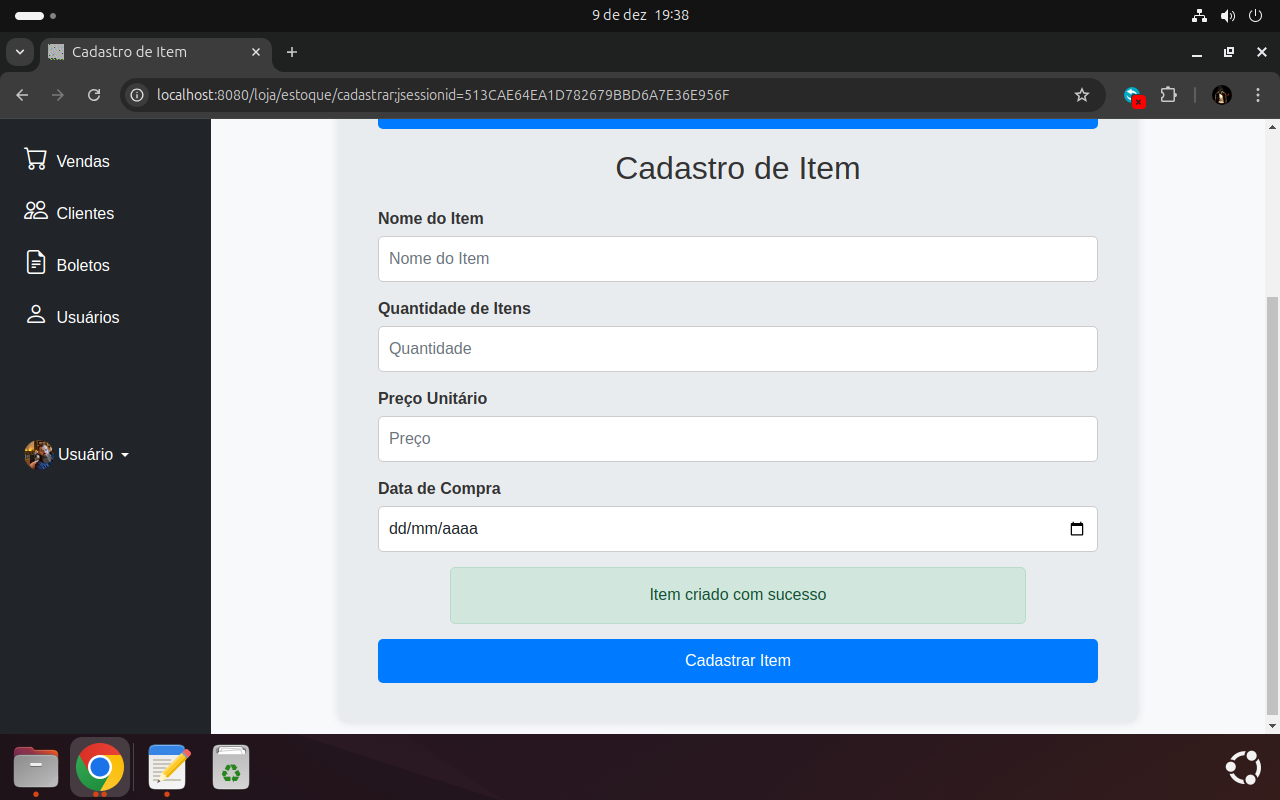 9 de dez 19:38
Cadastro de Item
localhost:8080/loja/estoque/cadastrar;jsessionid=513CAE64EA1D782679BBD6A7E36E956F
Vendas
Clientes
Boletos
Usuários
Usuário
Cadastro de Item
Nome do Item
Nome do Item
Quantidade de Itens
Quantidade
Preço Unitário
Preço
Data de Compra
dd/mm/aaaa
Item criado com sucesso
Cadastrar Item